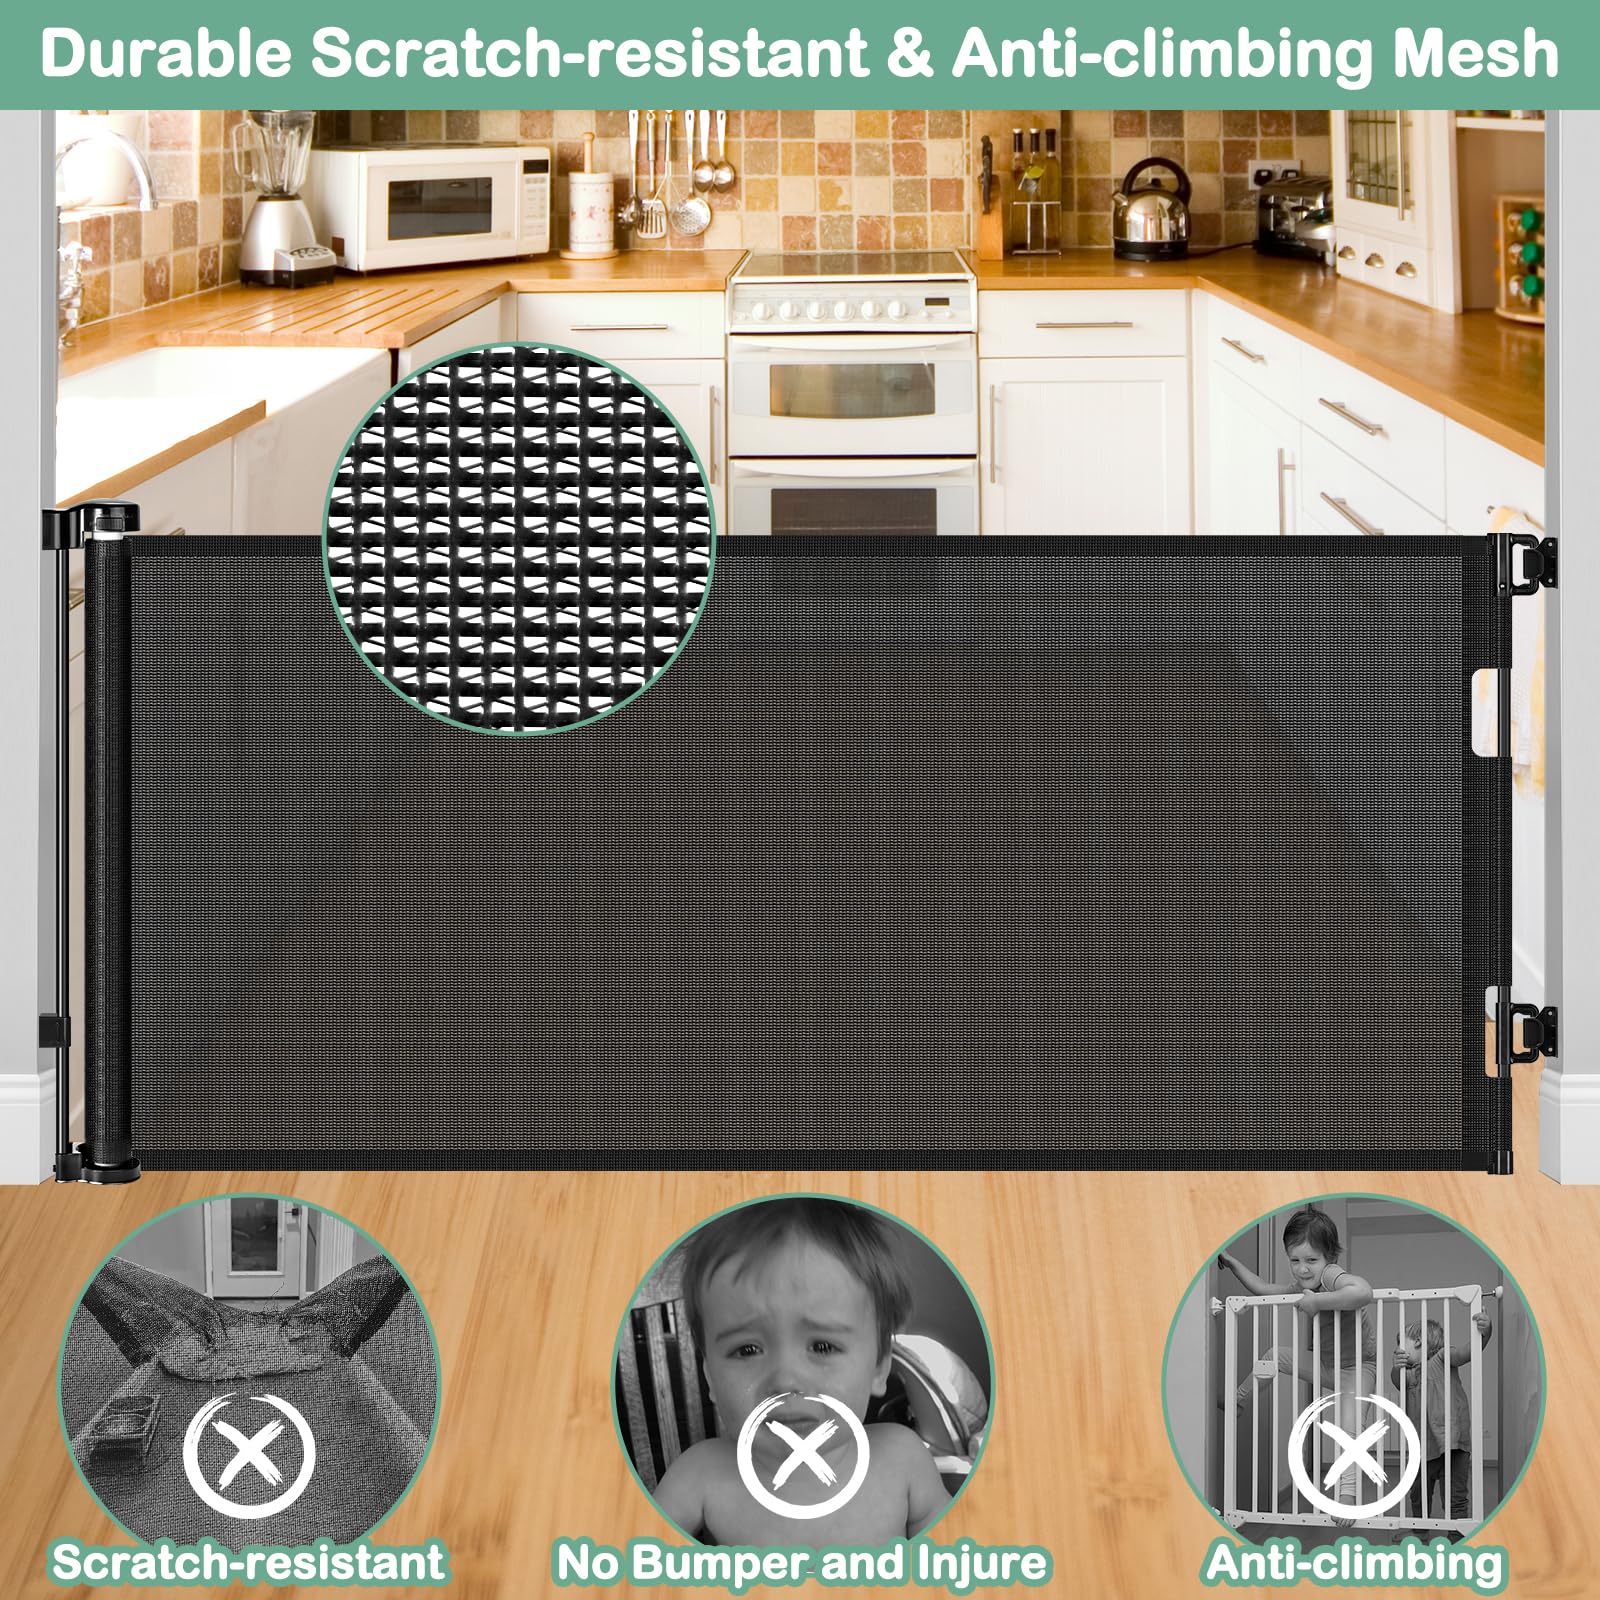 Durable Scratch-resistant & Anti-climbing Mesh
Scratch-resistant
No Bumper and Injure
Anti-climbing